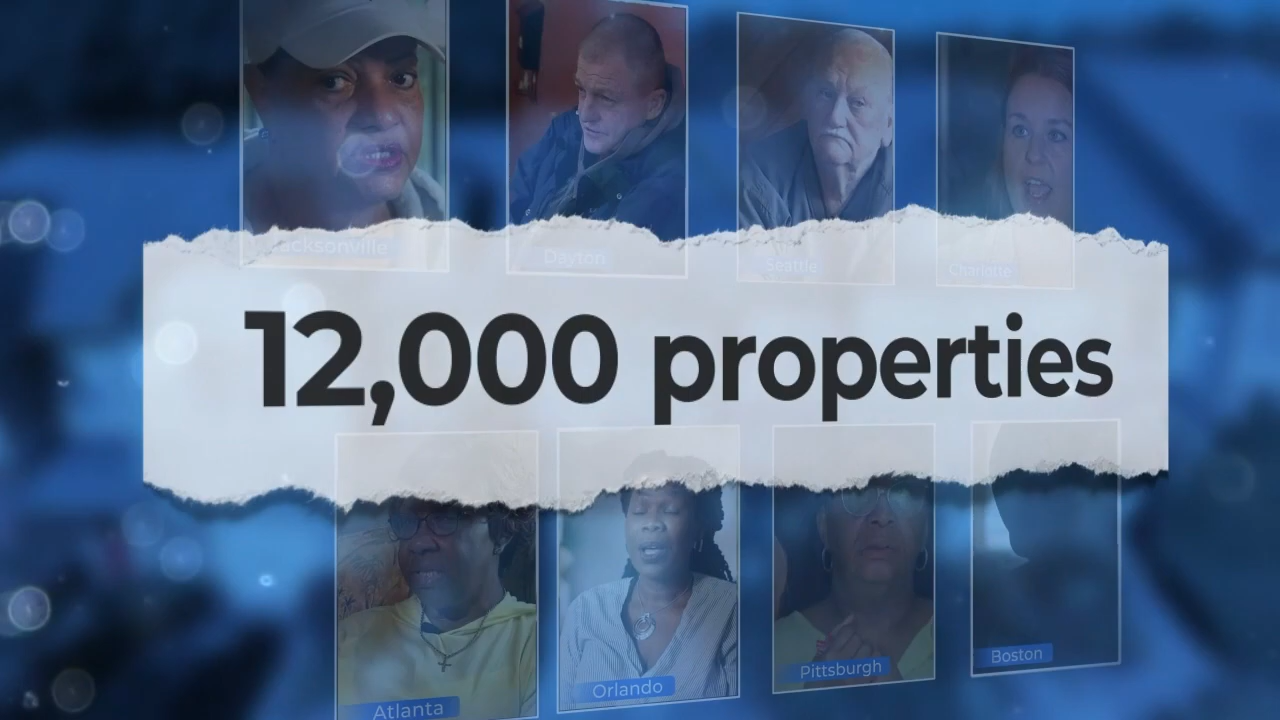 Jacksonville
Dayton
Seattle
Charlotte
12,000 properties
Atlanta
Orlando
Pittsburgh
Boston